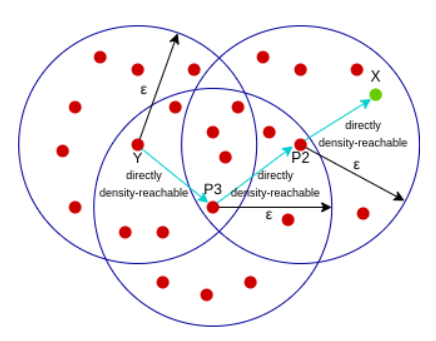 X
ε
directly
density-reachable
Y
P2
directly
density-reachable
P3
directly
density-reachable
ε
ε